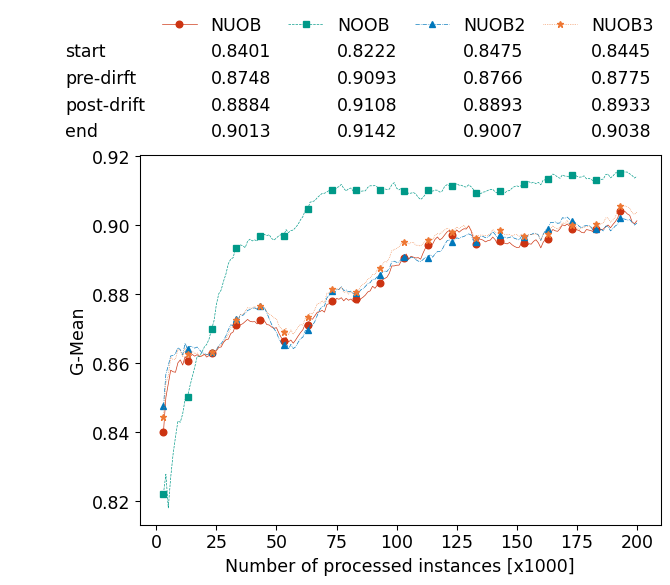 NUOB NOOB NUOB2 NUOB3
start 0.8401 0.8222 0.8475 0.8445
pre-dirft 0.8748 0.9093 0.8766 0.8775
post-drift 0.8884 0.9108 0.8893 0.8933
end 0.9013 0.9142 0.9007 0.9038
0.92
0.90
0.88
0.86
0.84
0.82
G-Mean
0 25 50 75 100 125 150 175 200
Number of processed instances [x1000]